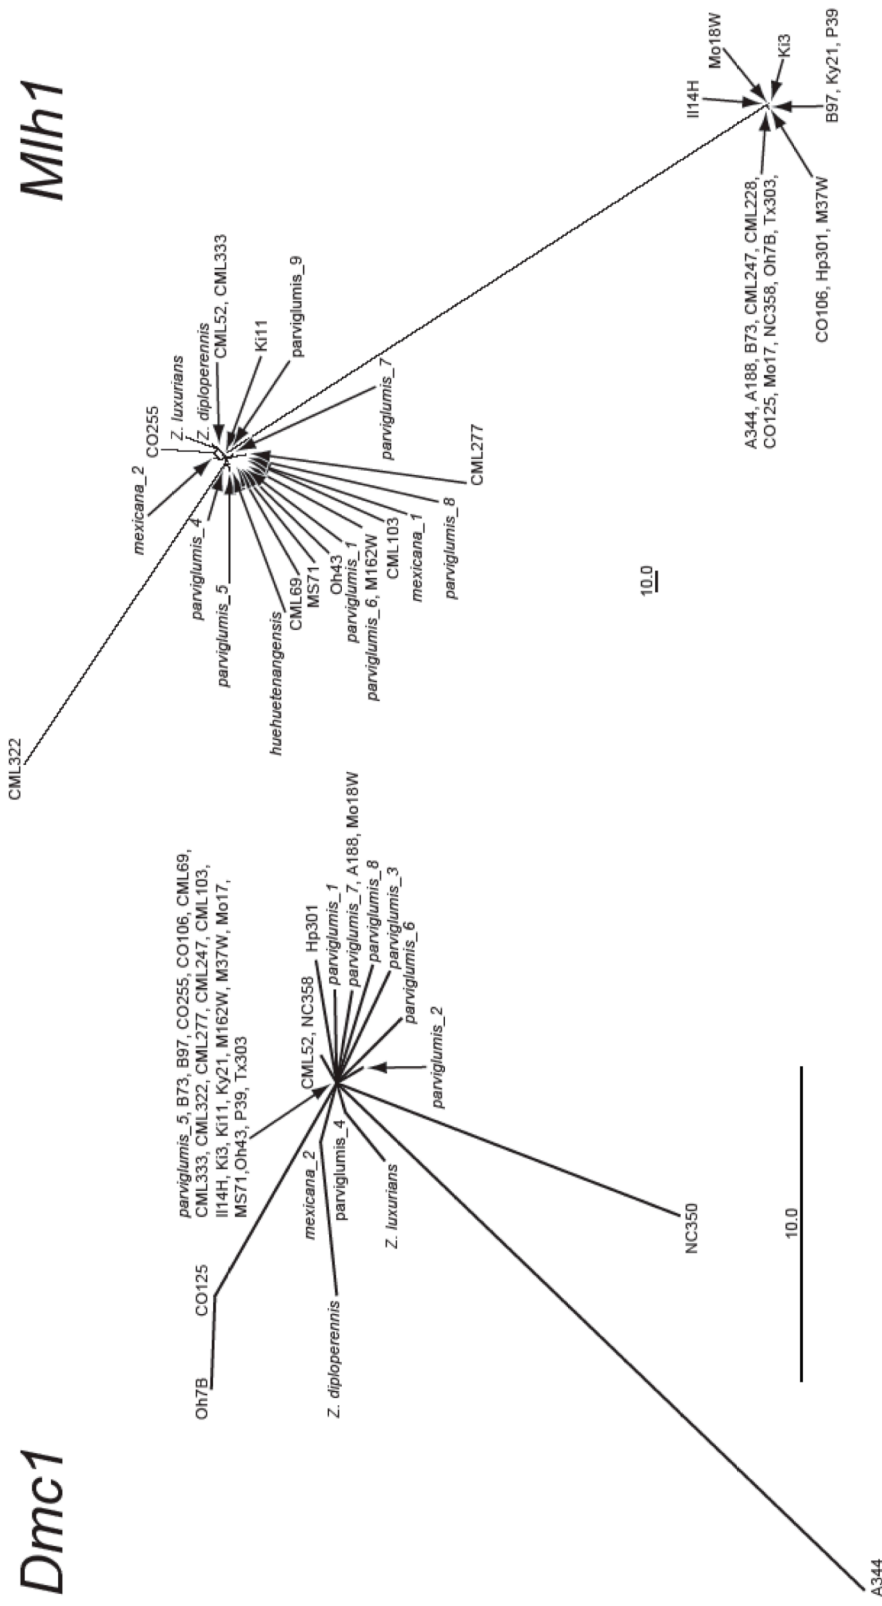 Dmc1
Oh7B
CO125
parviglumis_5, B73, B97, CO255, CO106, CML69,
CML333, CML322, CML277, CML247, CML103,
Il14H, Ki3, Ki11, Ky21, M162W, M37W, Mo17,
MS71,Oh43, P39, Tx303
CML52, NC358
Hp301
parviglumis_1
parviglumis_7, A188, Mo18W
parviglumis_8
parviglumis_3
parviglumis_6
parviglumis_2
mexicana_2
parviglumis_4
Z. diploperennis
Z. luxurians
NC350
10.0
A344
Mlh1
CML322
mexicana_2
CO255
Z. luxurians
Z. diploperennis
CML52, CML333
Ki11
parviglumis_9
parviglumis_7
parviglumis_4
parviglumis_5
huehuetenangensis
CML69
MS71
Oh43
parviglumis_1
parviglumis_6, M162W
CML103
mexicana_1
parviglumis_8
CML277
10.0
Il14H
Mo18W
Ki3
B97, Ky21, P39
A344, A188, B73, CML247, CML228,
CO125, Mo17, NC358, Oh7B, Tx303,
CO106, Hp301, M37W